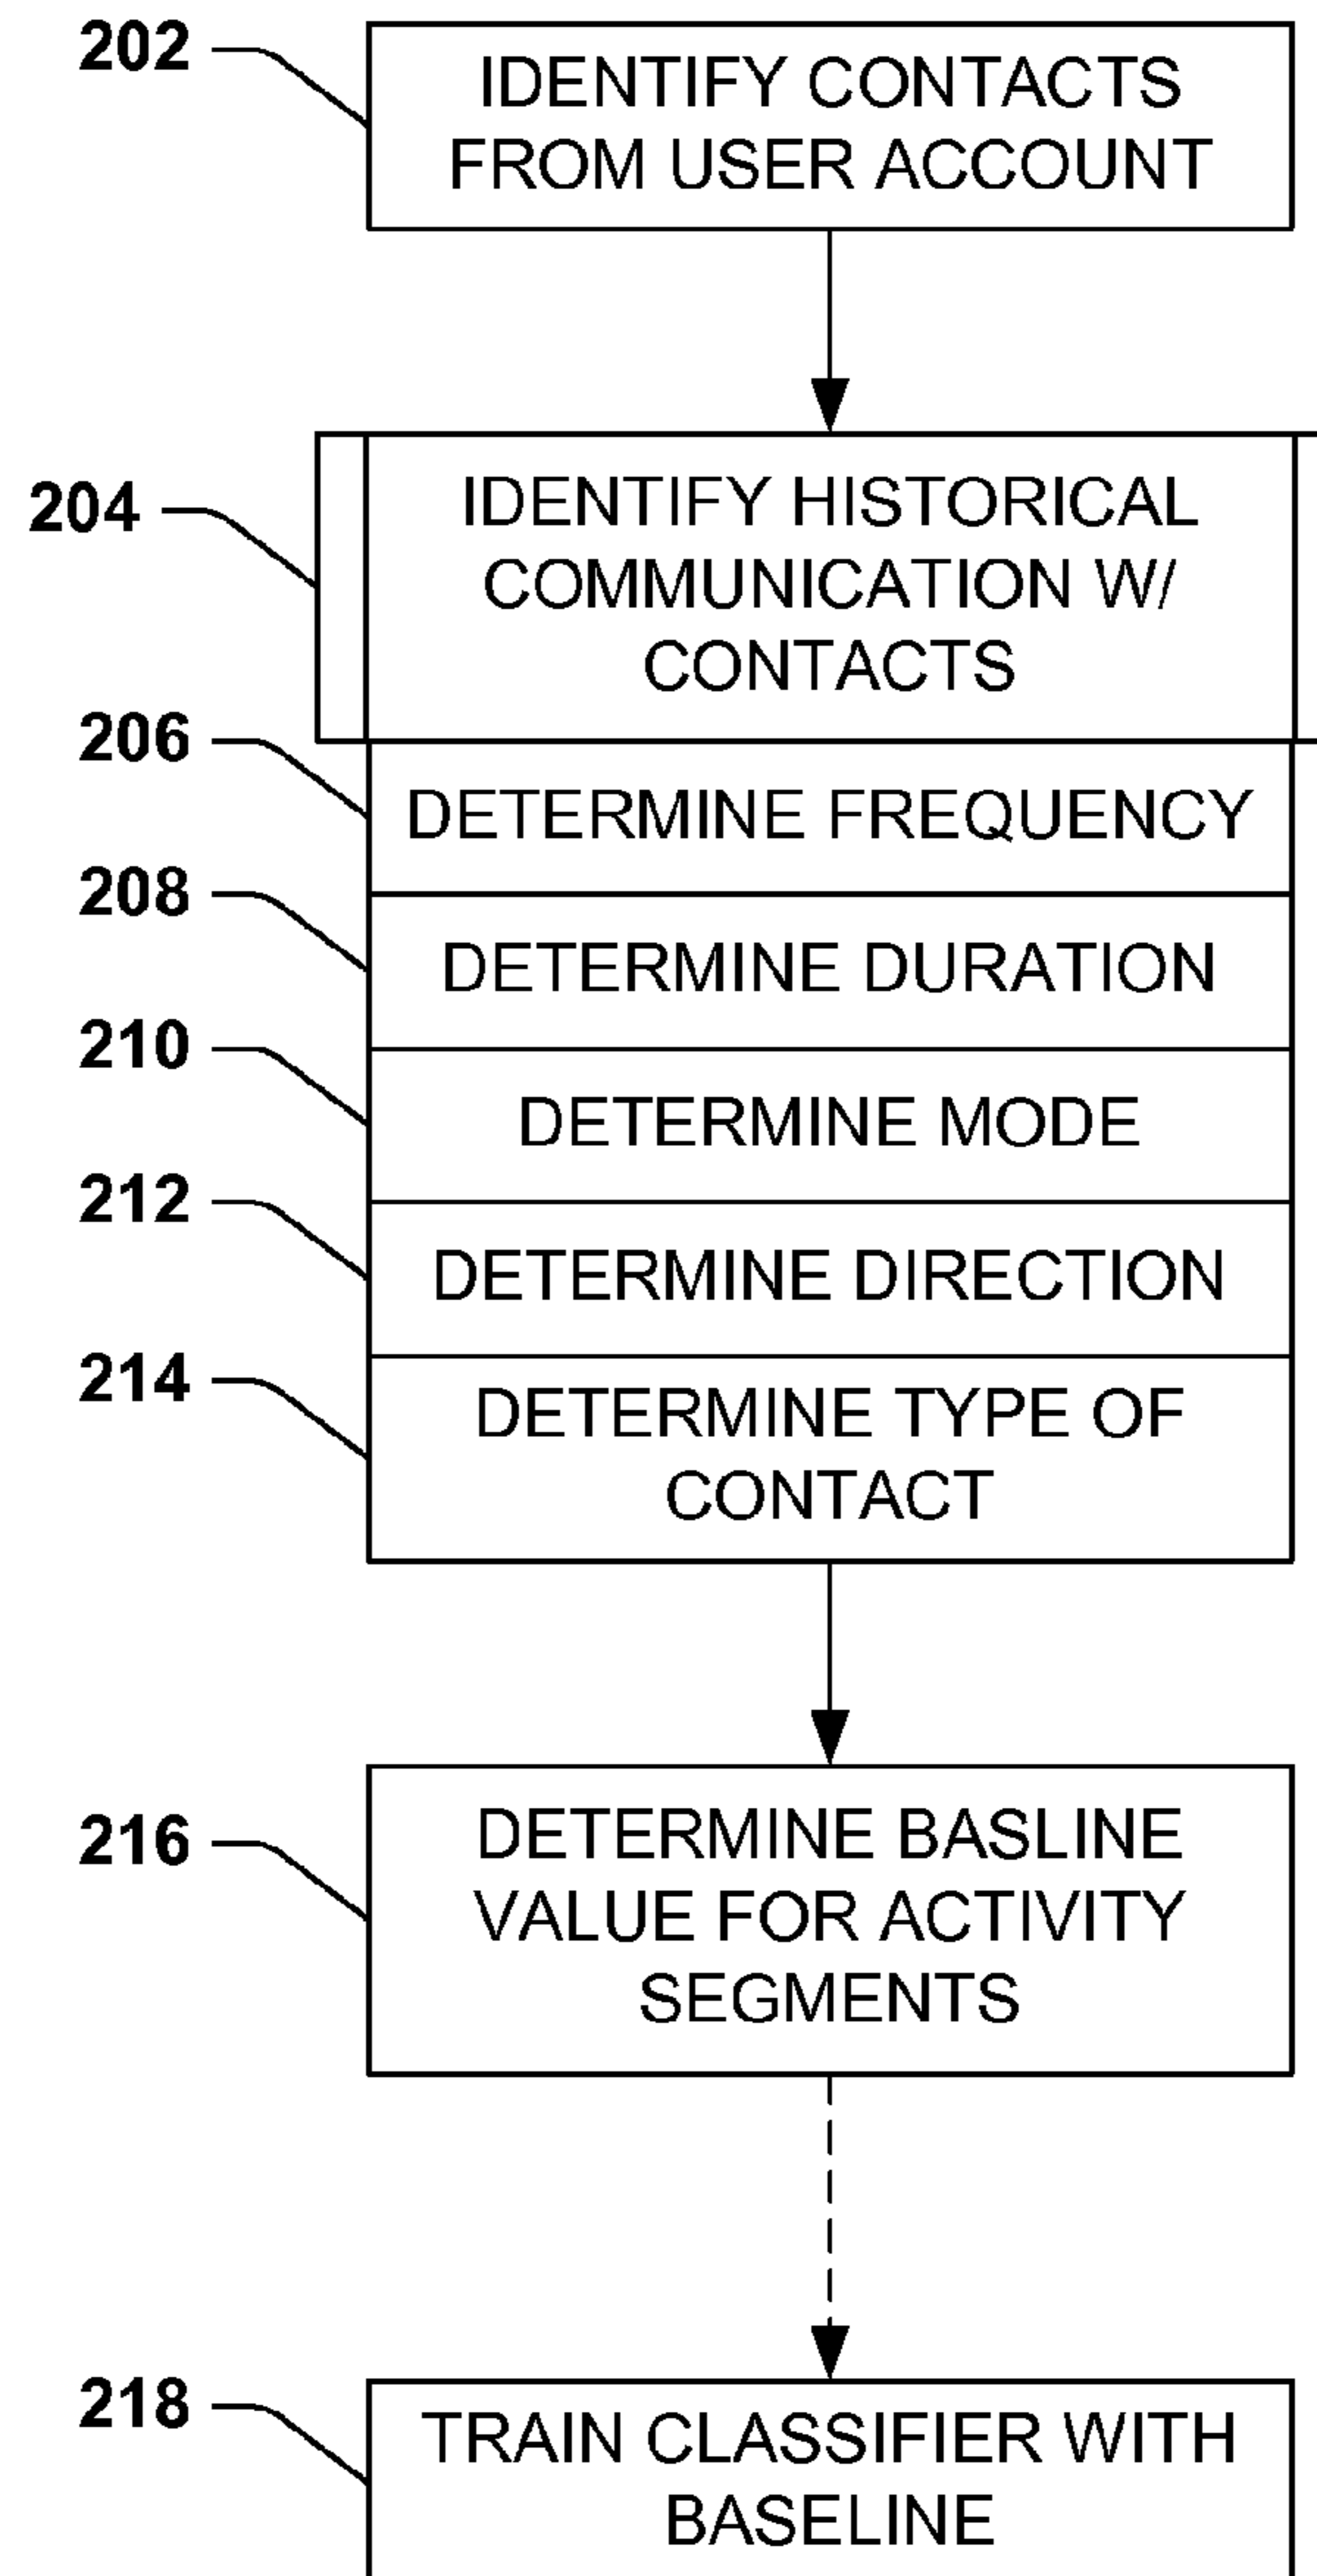 202
IDENTIFY CONTACTS
FROM USER ACCOUNT
204
IDENTIFY HISTORICAL
COMMUNICATION W/
CONTACTS
206
DETERMINE FREQUENCY
208
DETERMINE DURATION
210
DETERMINE MODE
212
DETERMINE DIRECTION
214
DETERMINE TYPE OF
CONTACT
216
DETERMINE BASLINE
VALUE FOR ACTIVITY
SEGMENTS
218
TRAIN CLASSIFIER WITH
BASELINE